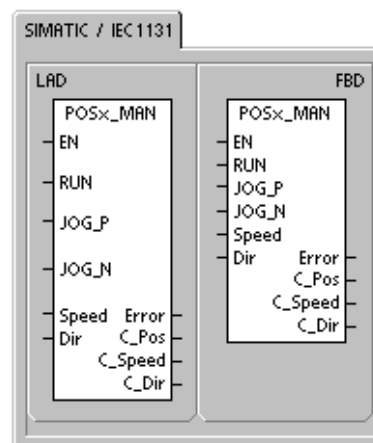 SIMATIC / IEC1131
LAD
POSx_MAN
EN
RUN
JOG_P
JOG_N
Speed Error
Dir C_Pos
C_Speed
C_Dir
FBD
POSx_MAN
EN
RUN
JOG_P
JOG_N
Speed
Dir Error
C_Pos
C_Speed
C_Dir